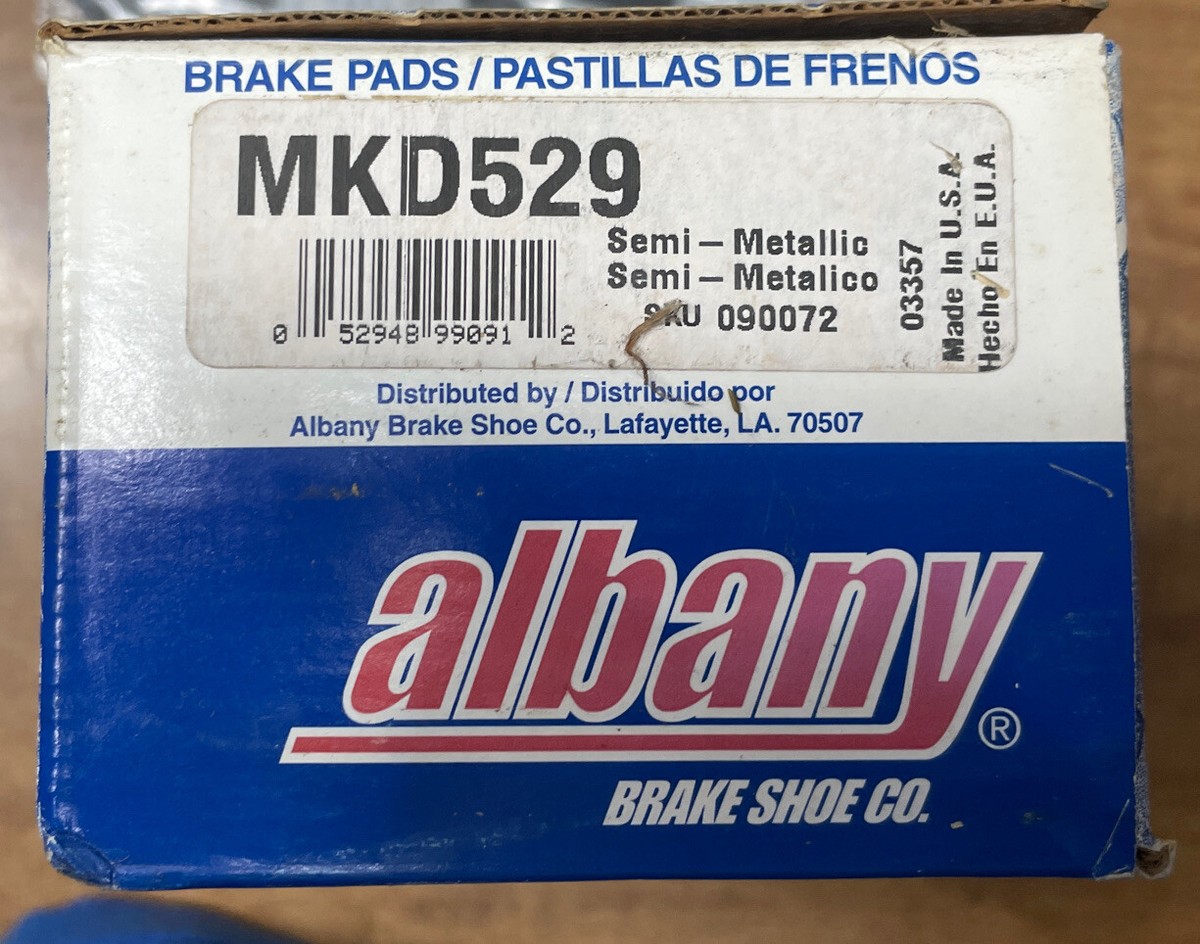 BRAKE PADS / PASTILLAS DE FRENOS
MKD529
Semi – Metallic
Semi – Metalico
SKU 090072
0 52948 99091 2
03357
Made In U.S.A.
Hecho En E.U.A.
Distributed by / Distribuido por
Albany Brake Shoe Co., Lafayette, LA. 70507
albany ®
BRAKE SHOE CO.